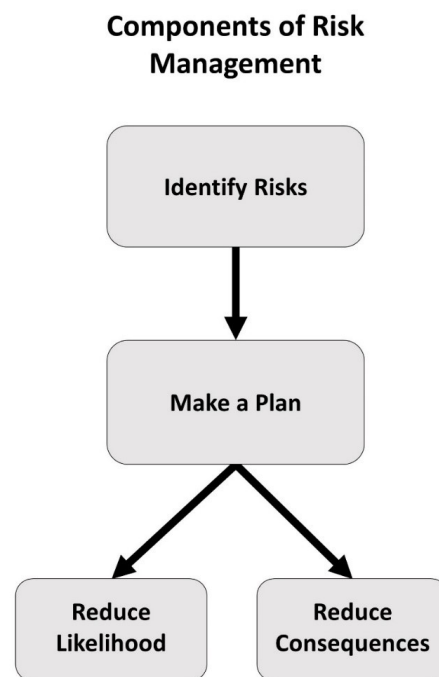 Components of Risk
Management
Identify Risks
Make a Plan
Reduce
Likelihood
Reduce
Consequences